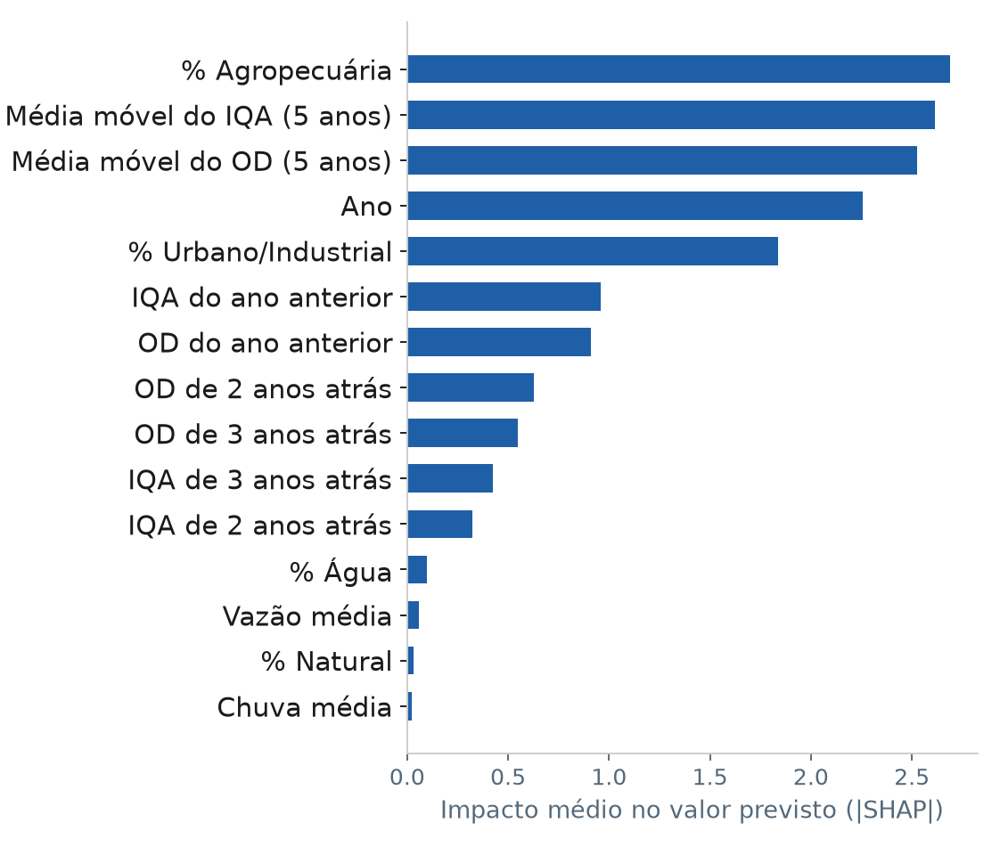 % Agropecuária
Média móvel do IQA (5 anos)
Média móvel do OD (5 anos)
Ano
% Urbano/Industrial
IQA do ano anterior
OD do ano anterior
OD de 2 anos atrás
OD de 3 anos atrás
IQA de 3 anos atrás
IQA de 2 anos atrás
% Água
Vazão média
% Natural
Chuva média
0.0 0.5 1.0 1.5 2.0 2.5
Impacto médio no valor previsto (|SHAP|)